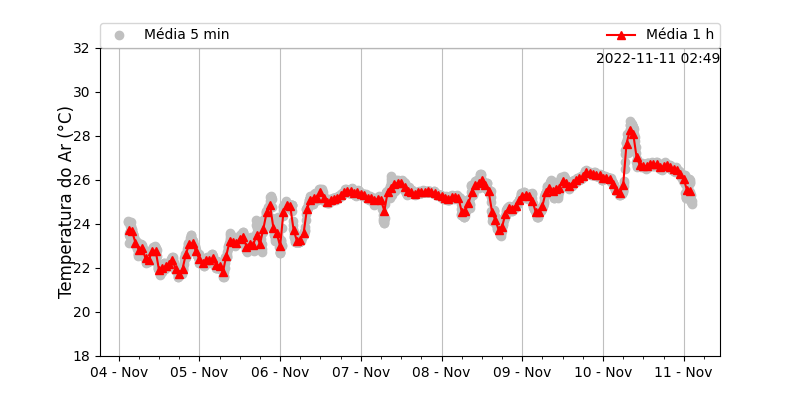 Média 5 min
Média 1 h
2022-11-11 02:49
Temperatura do Ar (°C)
32
30
28
26
24
22
20
18
04 - Nov
05 - Nov
06 - Nov
07 - Nov
08 - Nov
09 - Nov
10 - Nov
11 - Nov